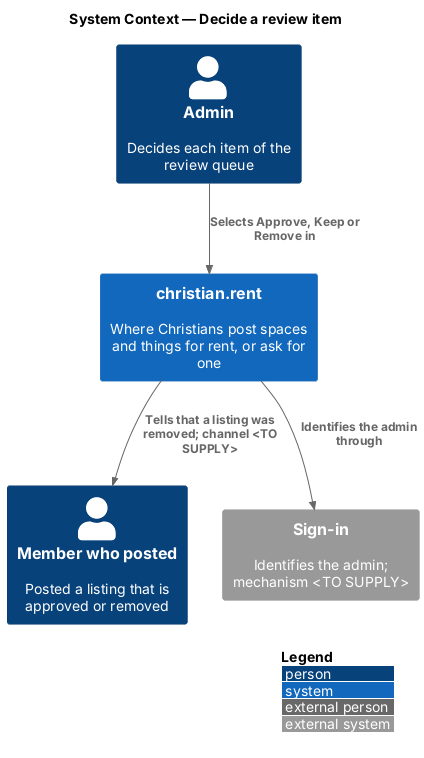 System Context — Decide a review item
Admin
Decides each item of the
review queue
Selects Approve, Keep or
Remove in
christian.rent
Where Christians post spaces
and things for rent, or ask for
one
Tells that a listing was
removed; channel <TO
SUPPLY>
Identifies the admin
through
Member who posted
Posted a listing that is
approved or removed
Sign-in
Identifies the admin;
mechanism <TO SUPPLY>
Legend
person
system
external person
external system